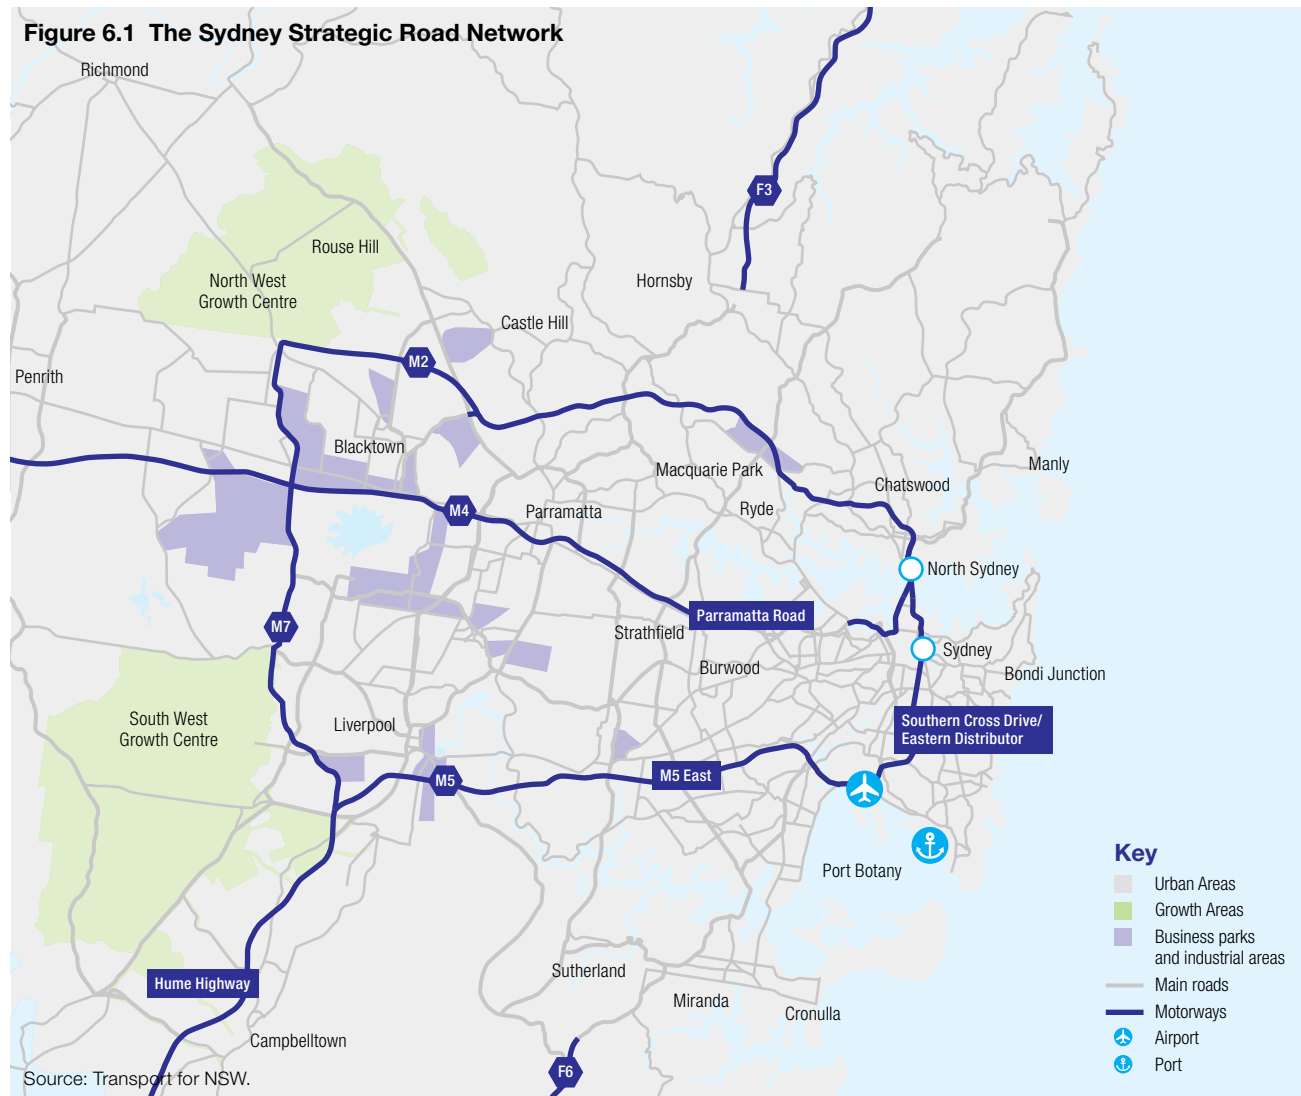 Figure 6.1 The Sydney Strategic Road Network
Richmond
F3
Rouse Hill
North West
Growth Centre
Hornsby
Castle Hill
M2
Penrith
Blacktown
Macquarie Park
Manly
Chatswood
M4
Parramatta
Ryde
North Sydney
Parramatta Road
M7
Strathfield
Sydney
Burwood
Bondi Junction
South West
Growth Centre
Liverpool
Southern Cross Drive/
Eastern Distributor
M5
M5 East
Port Botany
Key
Urban Areas
Growth Areas
Business parks
and industrial areas
Main roads
Motorways
Airport
Port
Hume Highway
Sutherland
Miranda
Cronulla
Campbelltown
F6
Source: Transport for NSW.